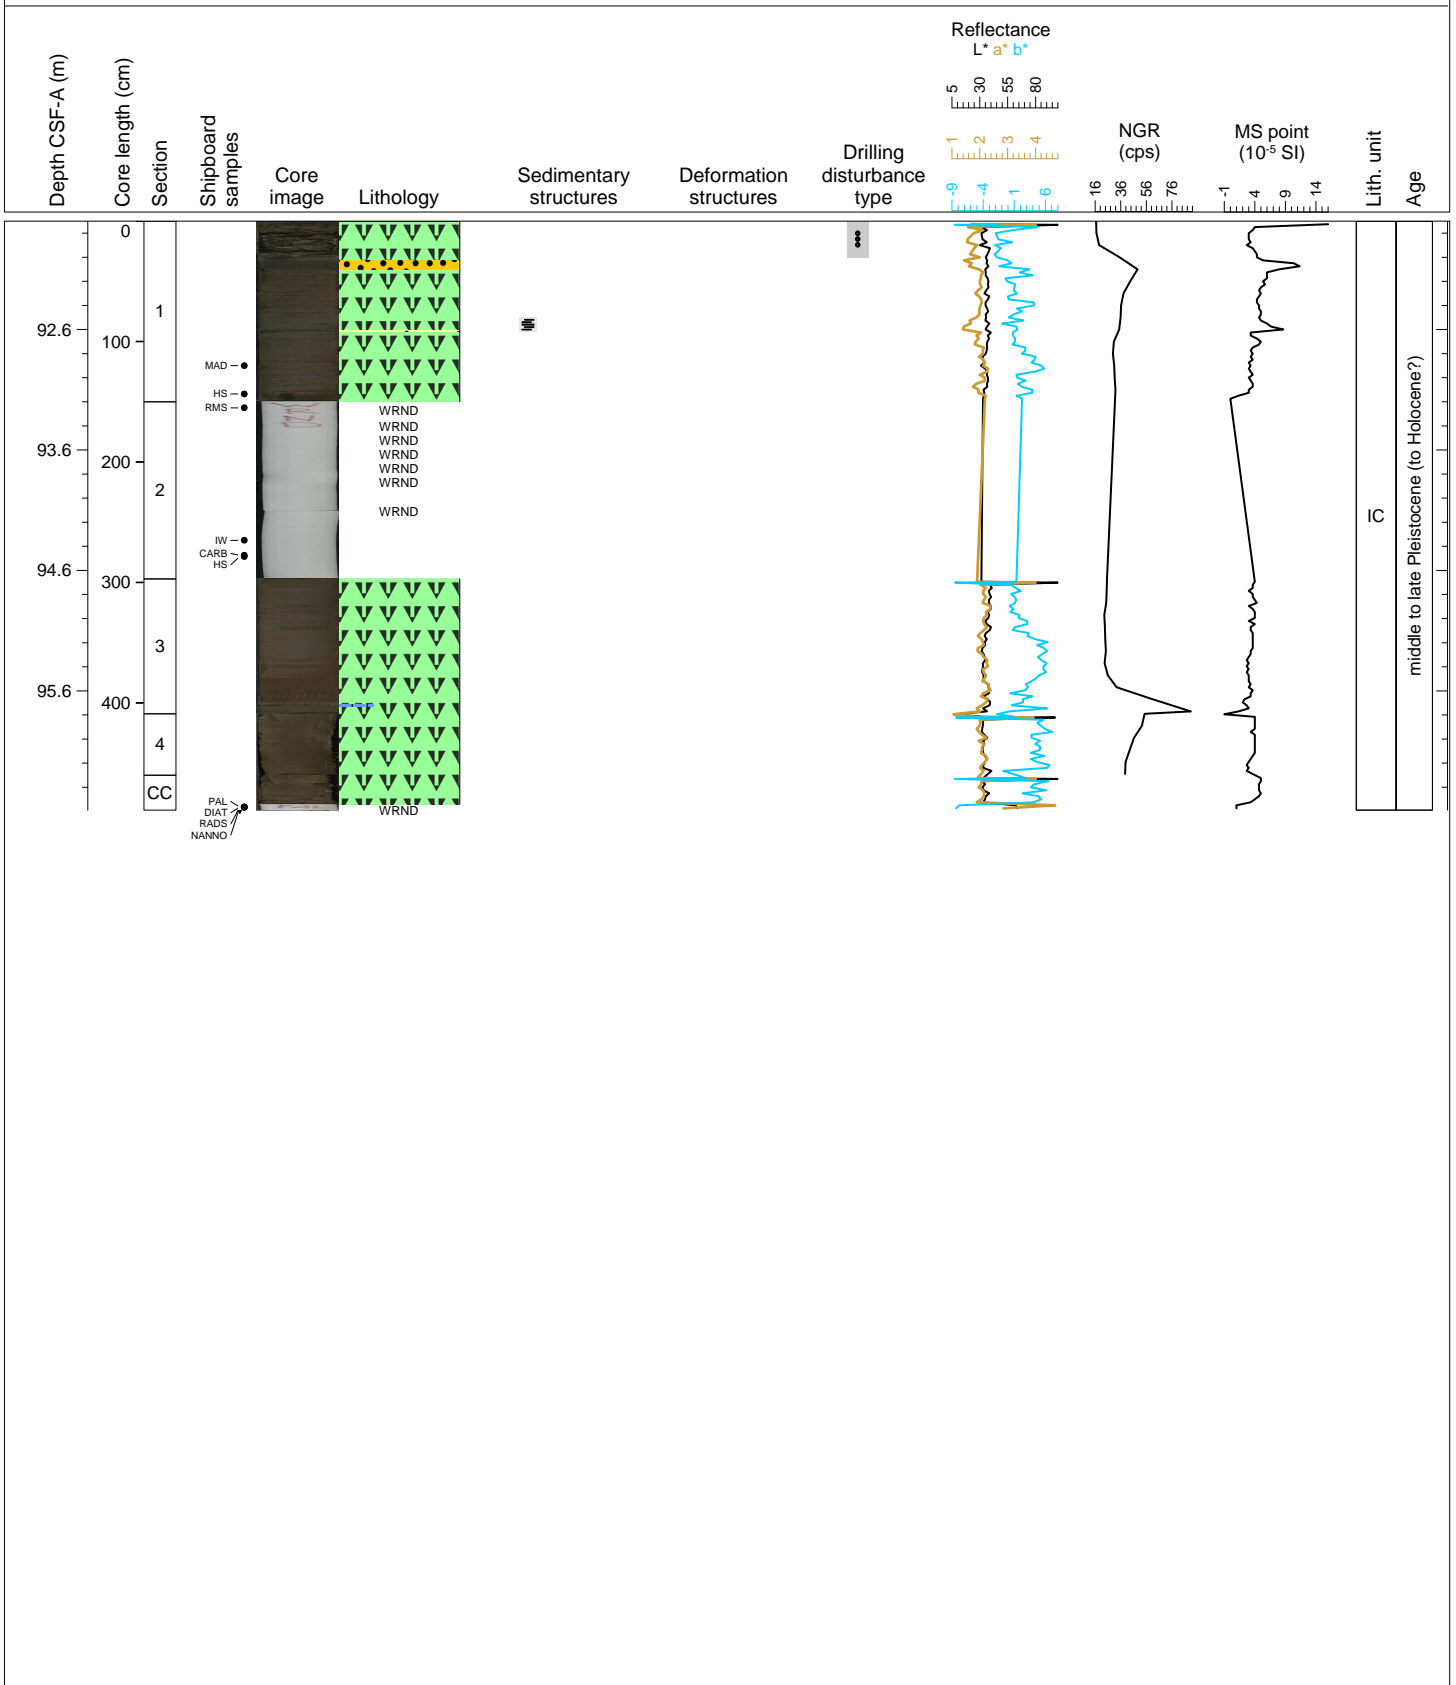 Reflectance
L* a* b*
5 30 55 80
1 2 3 4
-9 -4 1 6
Depth CSF-A (m)
Core length (cm)
Section
Shipboard
samples
Core
image
Lithology
Sedimentary
structures
Deformation
structures
Drilling
disturbance
type
NGR
(cps)
16 36 56 76
MS point
(10-5 SI)
-1 4 9 14
Lith. unit
Age
0
1
92.6
100
MAD
HS
RMS
WRND
WRND
WRND
93.6
WRND
200
WRND
WRND
2
WRND
IC
middle to late Pleistocene (to Holocene?)
IW
CARB
HS
94.6
300
3
95.6
400
4
CC
PAL
DIAT
WRND
RADS
NANNO